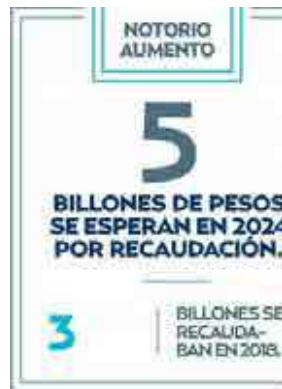 NOTORIO
AUMENTO
5
BILLONES DE PESOS
SE ESPERAN EN 2024
POR RECAUDACIÓN.
3
BILLONES SE
RECAUDA-
BAN EN 2018.